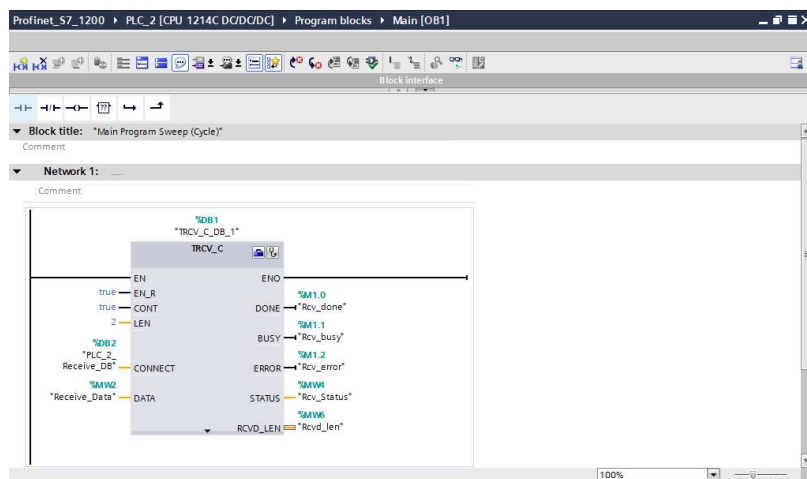 Profinet_S7_1200 ▸ PLC_2 [CPU 1214C DC/DC/DC] ▸ Program blocks ▸ Main [OB1]
Block interface
Block title: "Main Program Sweep (Cycle)"
Comment
Network 1: .....
Comment
%DB1
"TRCV_C_DB_1"
TRCV_C
EN ENO
true EN_R
%M1.0
true CONT DONE "Rcv_done"
2 LEN
%M1.1
BUSY "Rcv_busy"
%DB2
"PLC_2_
Receive_DB" CONNECT
%M1.2
ERROR "Rcv_error"
%MW2
"Receive_Data" DATA
%MW4
STATUS "Rcv_Status"
%MW6
RCVD_LEN "Rcvd_len"
100%